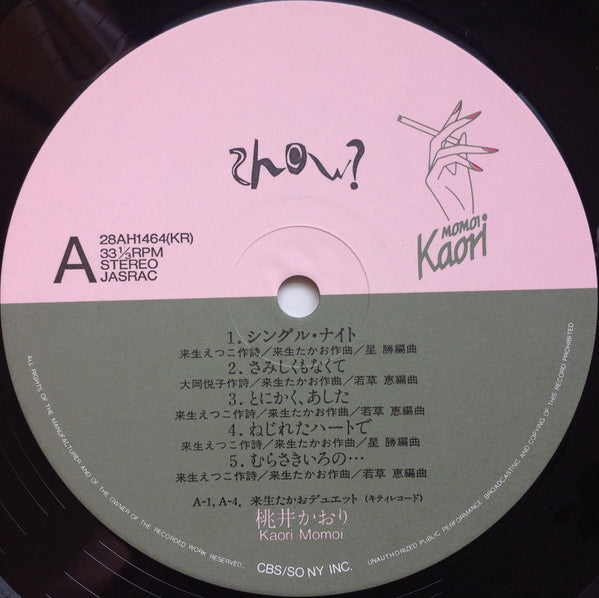 show?
MOMOI
Kaori
A
28AH1464(KR)
33 1/3RPM
STEREO
JASRAC
1. シングル・ナイト
来生えつこ作詩/来生たかお作曲/星 勝編曲
2. さみしくもなくて
大岡悦子作詩/来生たかお作曲/若草 恵編曲
3. とにかく、あした
来生えつこ作詩/来生たかお作曲/若草 恵編曲
4. ねじれたハートで
来生えつこ作詩/来生たかお作曲/星 勝編曲
5. むらさきいろの…
来生えつこ作詩/来生たかお作曲/若草 恵編曲
A-1, A-4. 来生たかおデュエット (キティレコード)
桃井かおり
Kaori Momoi
CBS/SONY INC.
ALL RIGHTS OF THE MANUFACTURER AND OF THE OWNER OF THE RECORDED WORK RESERVED.
UNAUTHORIZED PUBLIC PERFORMANCE BROADCASTING AND COPYING OF THIS RECORD PROHIBITED